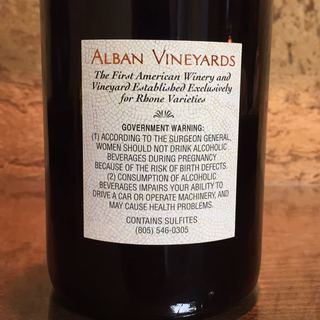 ALBAN VINEYARDS
The First American Winery and
Vineyard Established Exclusively
for Rhone Varieties
GOVERNMENT WARNING:
(1) ACCORDING TO THE SURGEON GENERAL,
WOMEN SHOULD NOT DRINK ALCOHOLIC
BEVERAGES DURING PREGNANCY
BECAUSE OF THE RISK OF BIRTH DEFECTS.
(2) CONSUMPTION OF ALCOHOLIC
BEVERAGES IMPAIRS YOUR ABILITY TO
DRIVE A CAR OR OPERATE MACHINERY, AND
MAY CAUSE HEALTH PROBLEMS.
CONTAINS SULFITES
(805) 546-0305